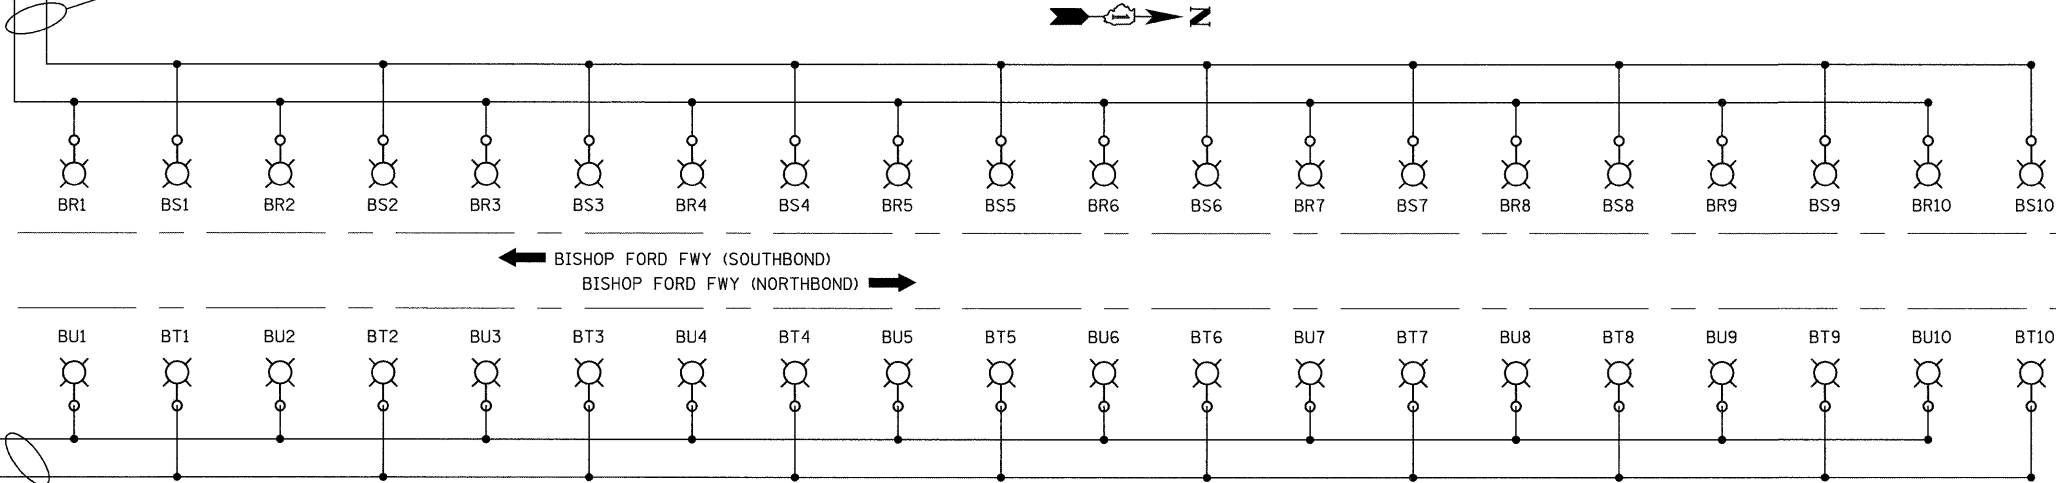 N
BR1 BS1 BR2 BS2 BR3 BS3 BR4 BS4 BR5 BS5 BR6 BS6 BR7 BS7 BR8 BS8 BR9 BS9 BR10 BS10
BISHOP FORD FWY (SOUTHBOND)
BISHOP FORD FWY (NORTHBOND)
BU1 BT1 BU2 BT2 BU3 BT3 BU4 BT4 BU5 BT5 BU6 BT6 BU7 BT7 BU8 BT8 BU9 BT9 BU10 BT10